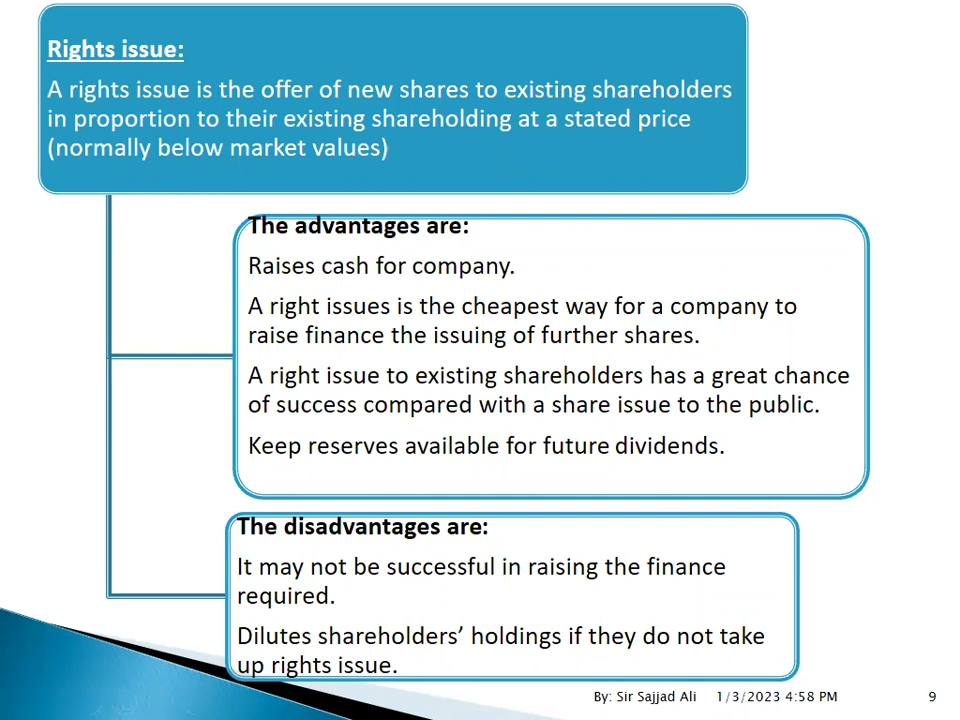 Rights issue:
A rights issue is the offer of new shares to existing shareholders
in proportion to their existing shareholding at a stated price
(normally below market values)
The advantages are:
Raises cash for company.
A right issues is the cheapest way for a company to
raise finance the issuing of further shares.
A right issue to existing shareholders has a great chance
of success compared with a share issue to the public.
Keep reserves available for future dividends.
The disadvantages are:
It may not be successful in raising the finance
required.
Dilutes shareholders’ holdings if they do not take
up rights issue.
By: Sir Sajjad Ali 1/3/2023 4:58 PM 9